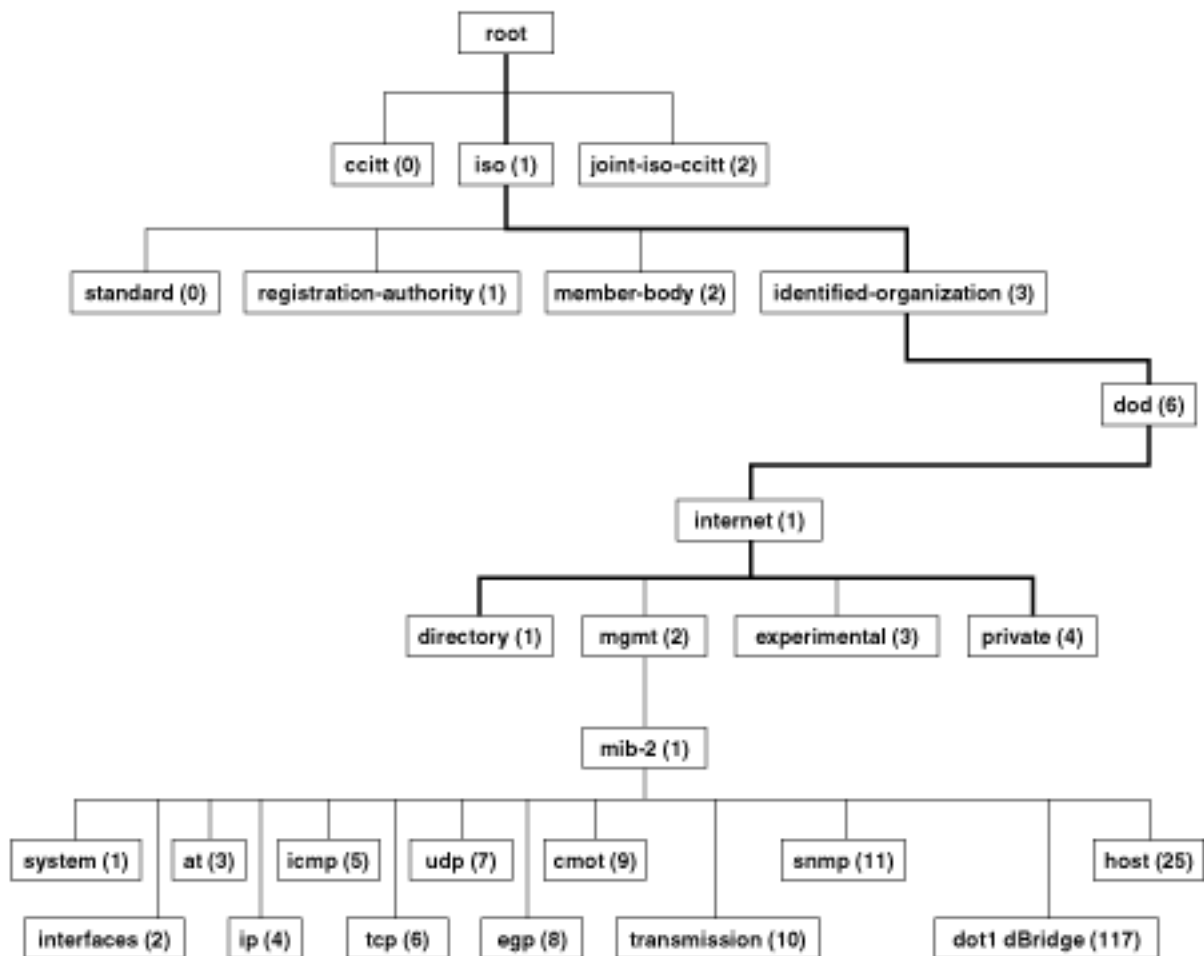 root
ccitt (0)
iso (1)
joint-iso-ccitt (2)
standard (0)
registration-authority (1)
member-body (2)
identified-organization (3)
dod (6)
internet (1)
directory (1)
mgmt (2)
experimental (3)
private (4)
mib-2 (1)
system (1)
at (3)
icmp (5)
udp (7)
cmot (9)
snmp (11)
host (25)
interfaces (2)
ip (4)
tcp (6)
egp (8)
transmission (10)
dot1 dBridge (117)